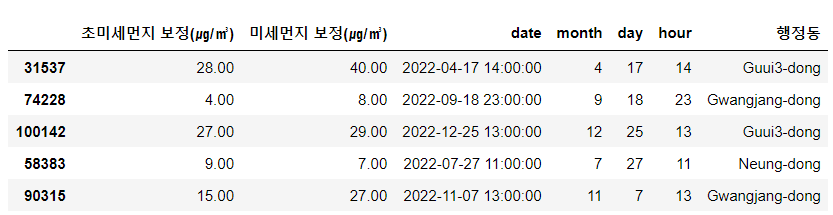 초미세먼지 보정(㎍/㎥) 미세먼지 보정(㎍/㎥) date month day hour 행정동
31537 28.00 40.00 2022-04-17 14:00:00 4 17 14 Guui3-dong
74228 4.00 8.00 2022-09-18 23:00:00 9 18 23 Gwangjang-dong
100142 27.00 29.00 2022-12-25 13:00:00 12 25 13 Guui3-dong
58383 9.00 7.00 2022-07-27 11:00:00 7 27 11 Neung-dong
90315 15.00 27.00 2022-11-07 13:00:00 11 7 13 Gwangjang-dong